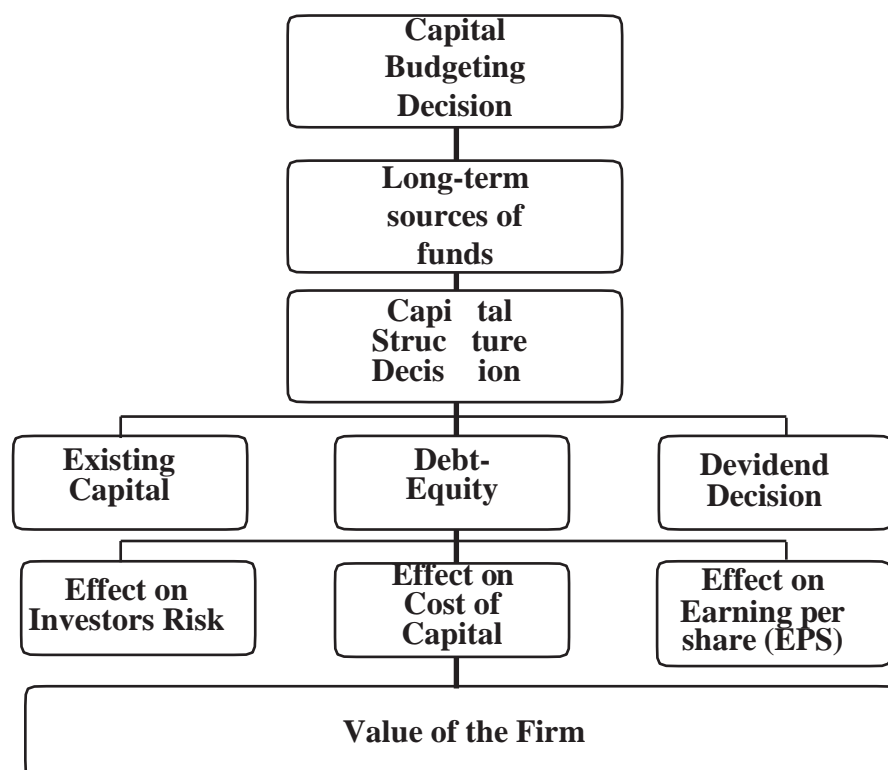 Capital
Budgeting
Decision
Long-term
sources of
funds
Capi tal
Struc ture
Decis ion
Existing
Capital
Debt-
Equity
Devidend
Decision
Effect on
Investors Risk
Effect on
Cost of
Capital
Effect on
Earning per
share (EPS)
Value of the Firm